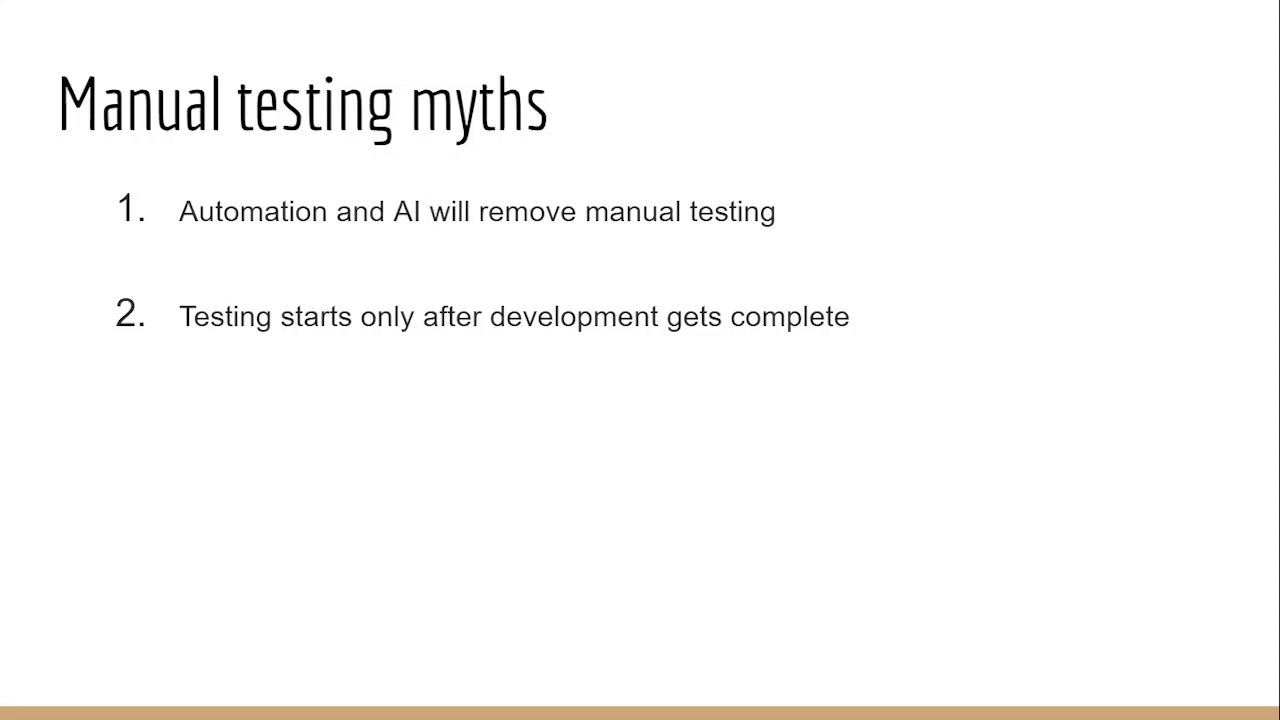 Manual testing myths
1. Automation and AI will remove manual testing
2. Testing starts only after development gets complete